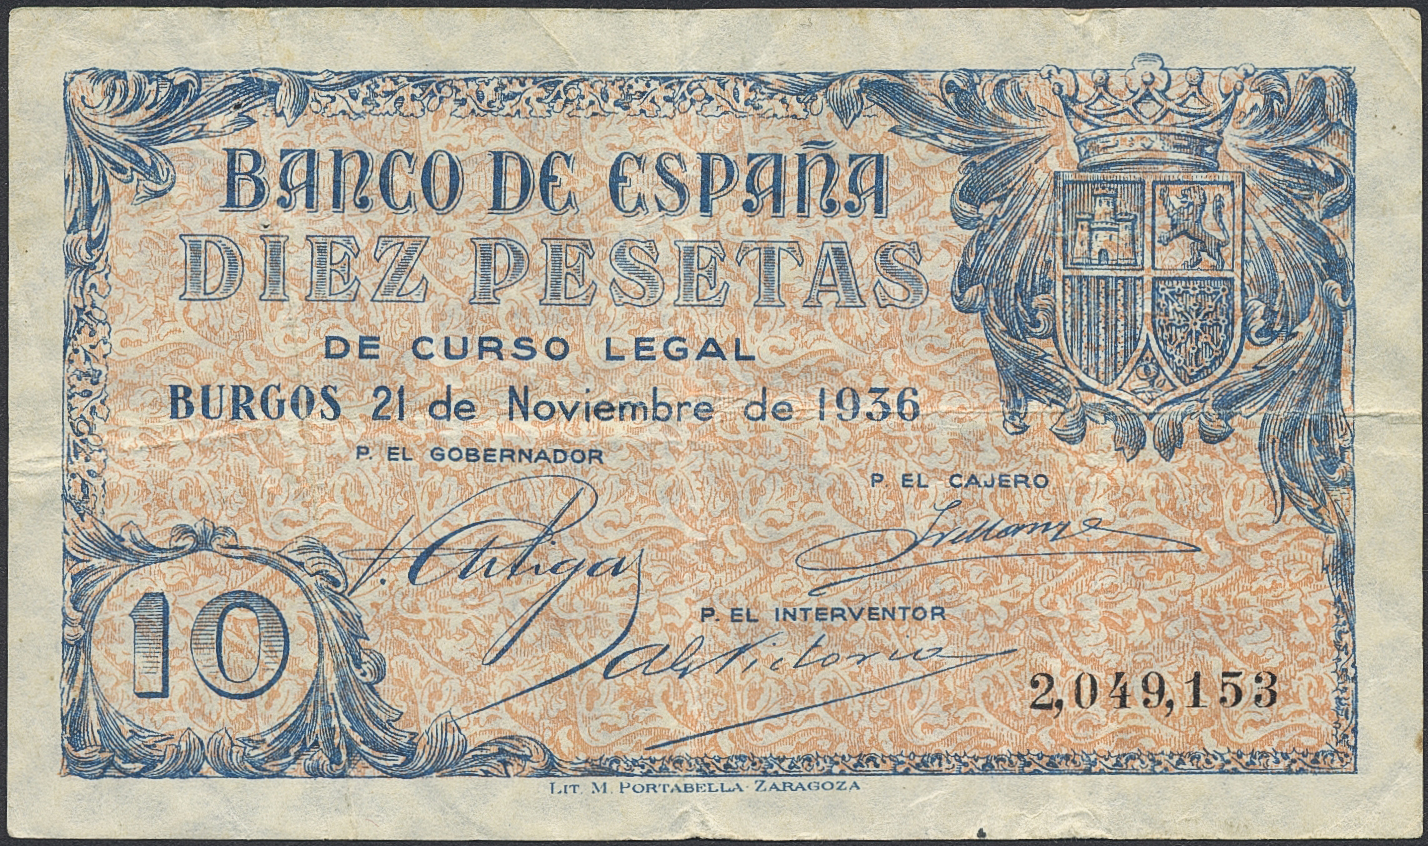 BANCO DE ESPAÑA
DIEZ PESETAS
DE CURSO LEGAL
BURGOS 21 de Noviembre de 1936
P. EL GOBERNADOR
P. EL CAJERO
P. EL INTERVENTOR
10
2,049,153
LIT. M. PORTABELLA· ZARAGOZA